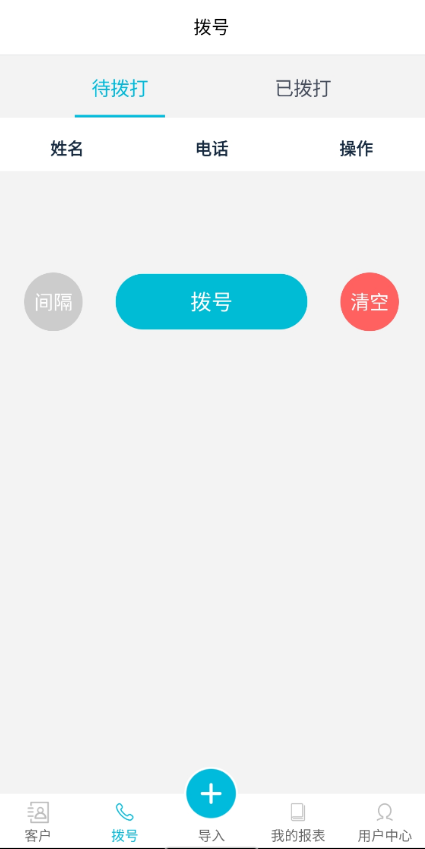 拨号
待拨打 已拨打
姓名 电话 操作
间隔 拨号 清空
客户 拨号 导入 我的报表 用户中心